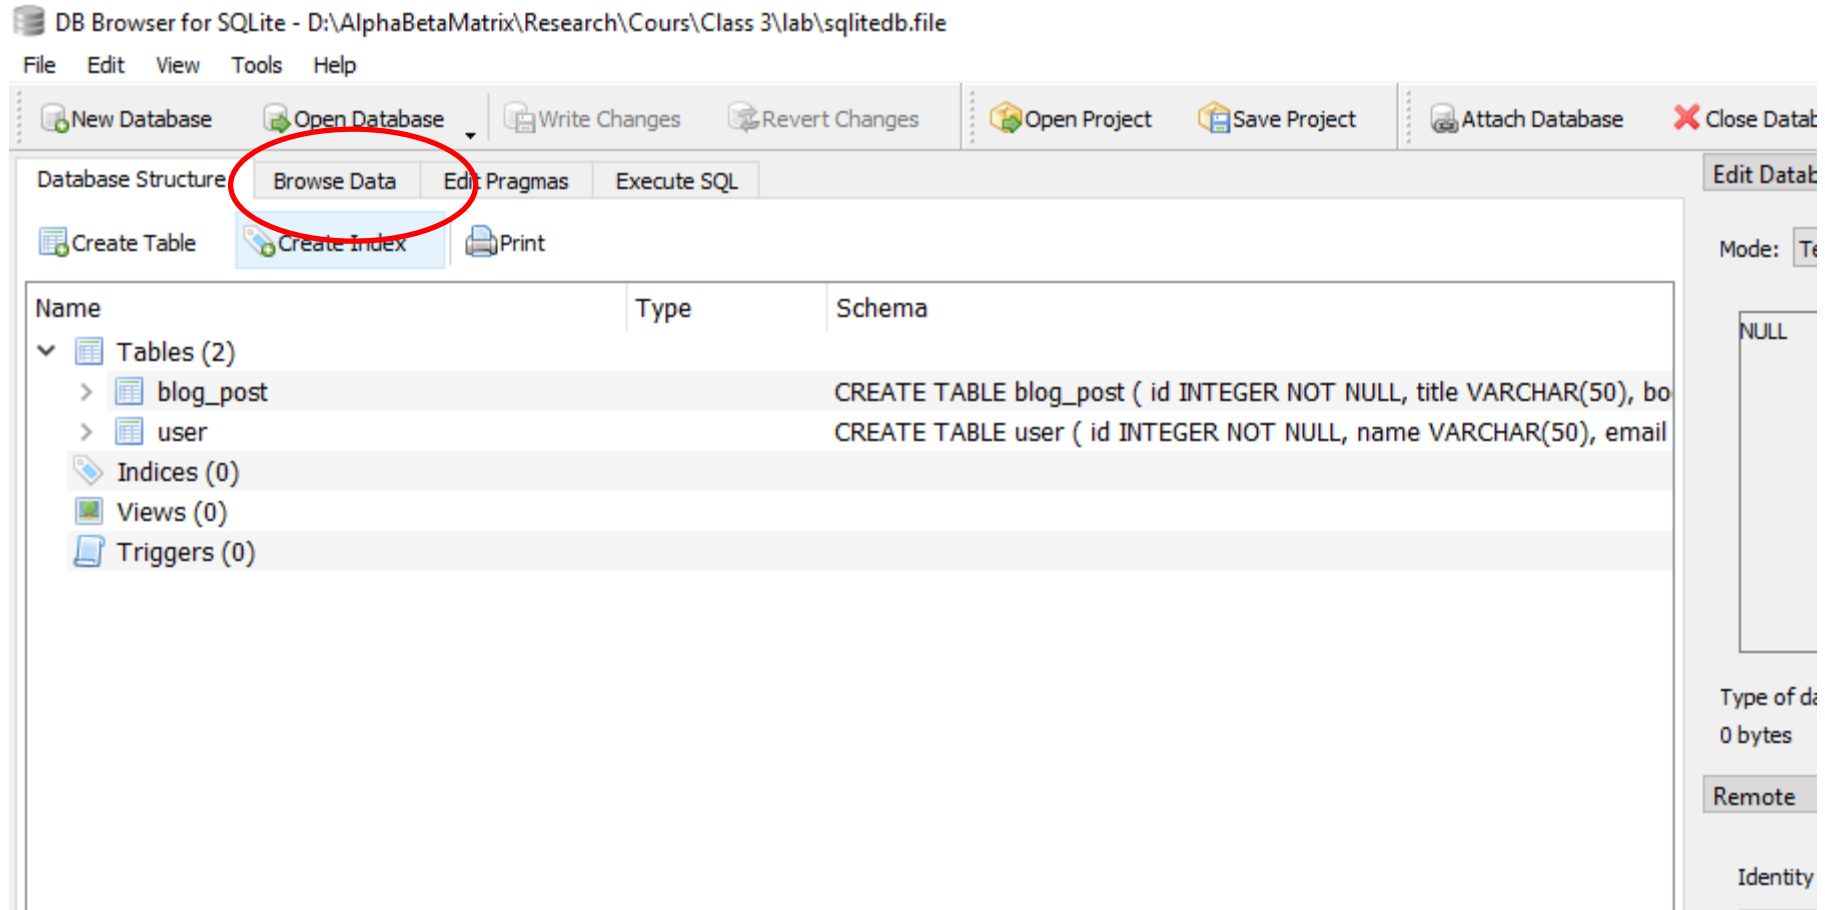 DB Browser for SQLite - D:\AlphaBetaMatrix\Research\Cours\Class 3\lab\sqlitedb.file
File Edit View Tools Help
New Database Open Database Write Changes Revert Changes Open Project Save Project Attach Database Close Datab
Database Structure Browse Data Edit Pragmas Execute SQL
Edit Datab
Create Table Create Index Print
Mode: Te
Name Type Schema
NULL
Tables (2)
blog_post CREATE TABLE blog_post ( id INTEGER NOT NULL, title VARCHAR(50), bo
user CREATE TABLE user ( id INTEGER NOT NULL, name VARCHAR(50), email
Indices (0)
Views (0)
Triggers (0)
Type of da
0 bytes
Remote
Identity